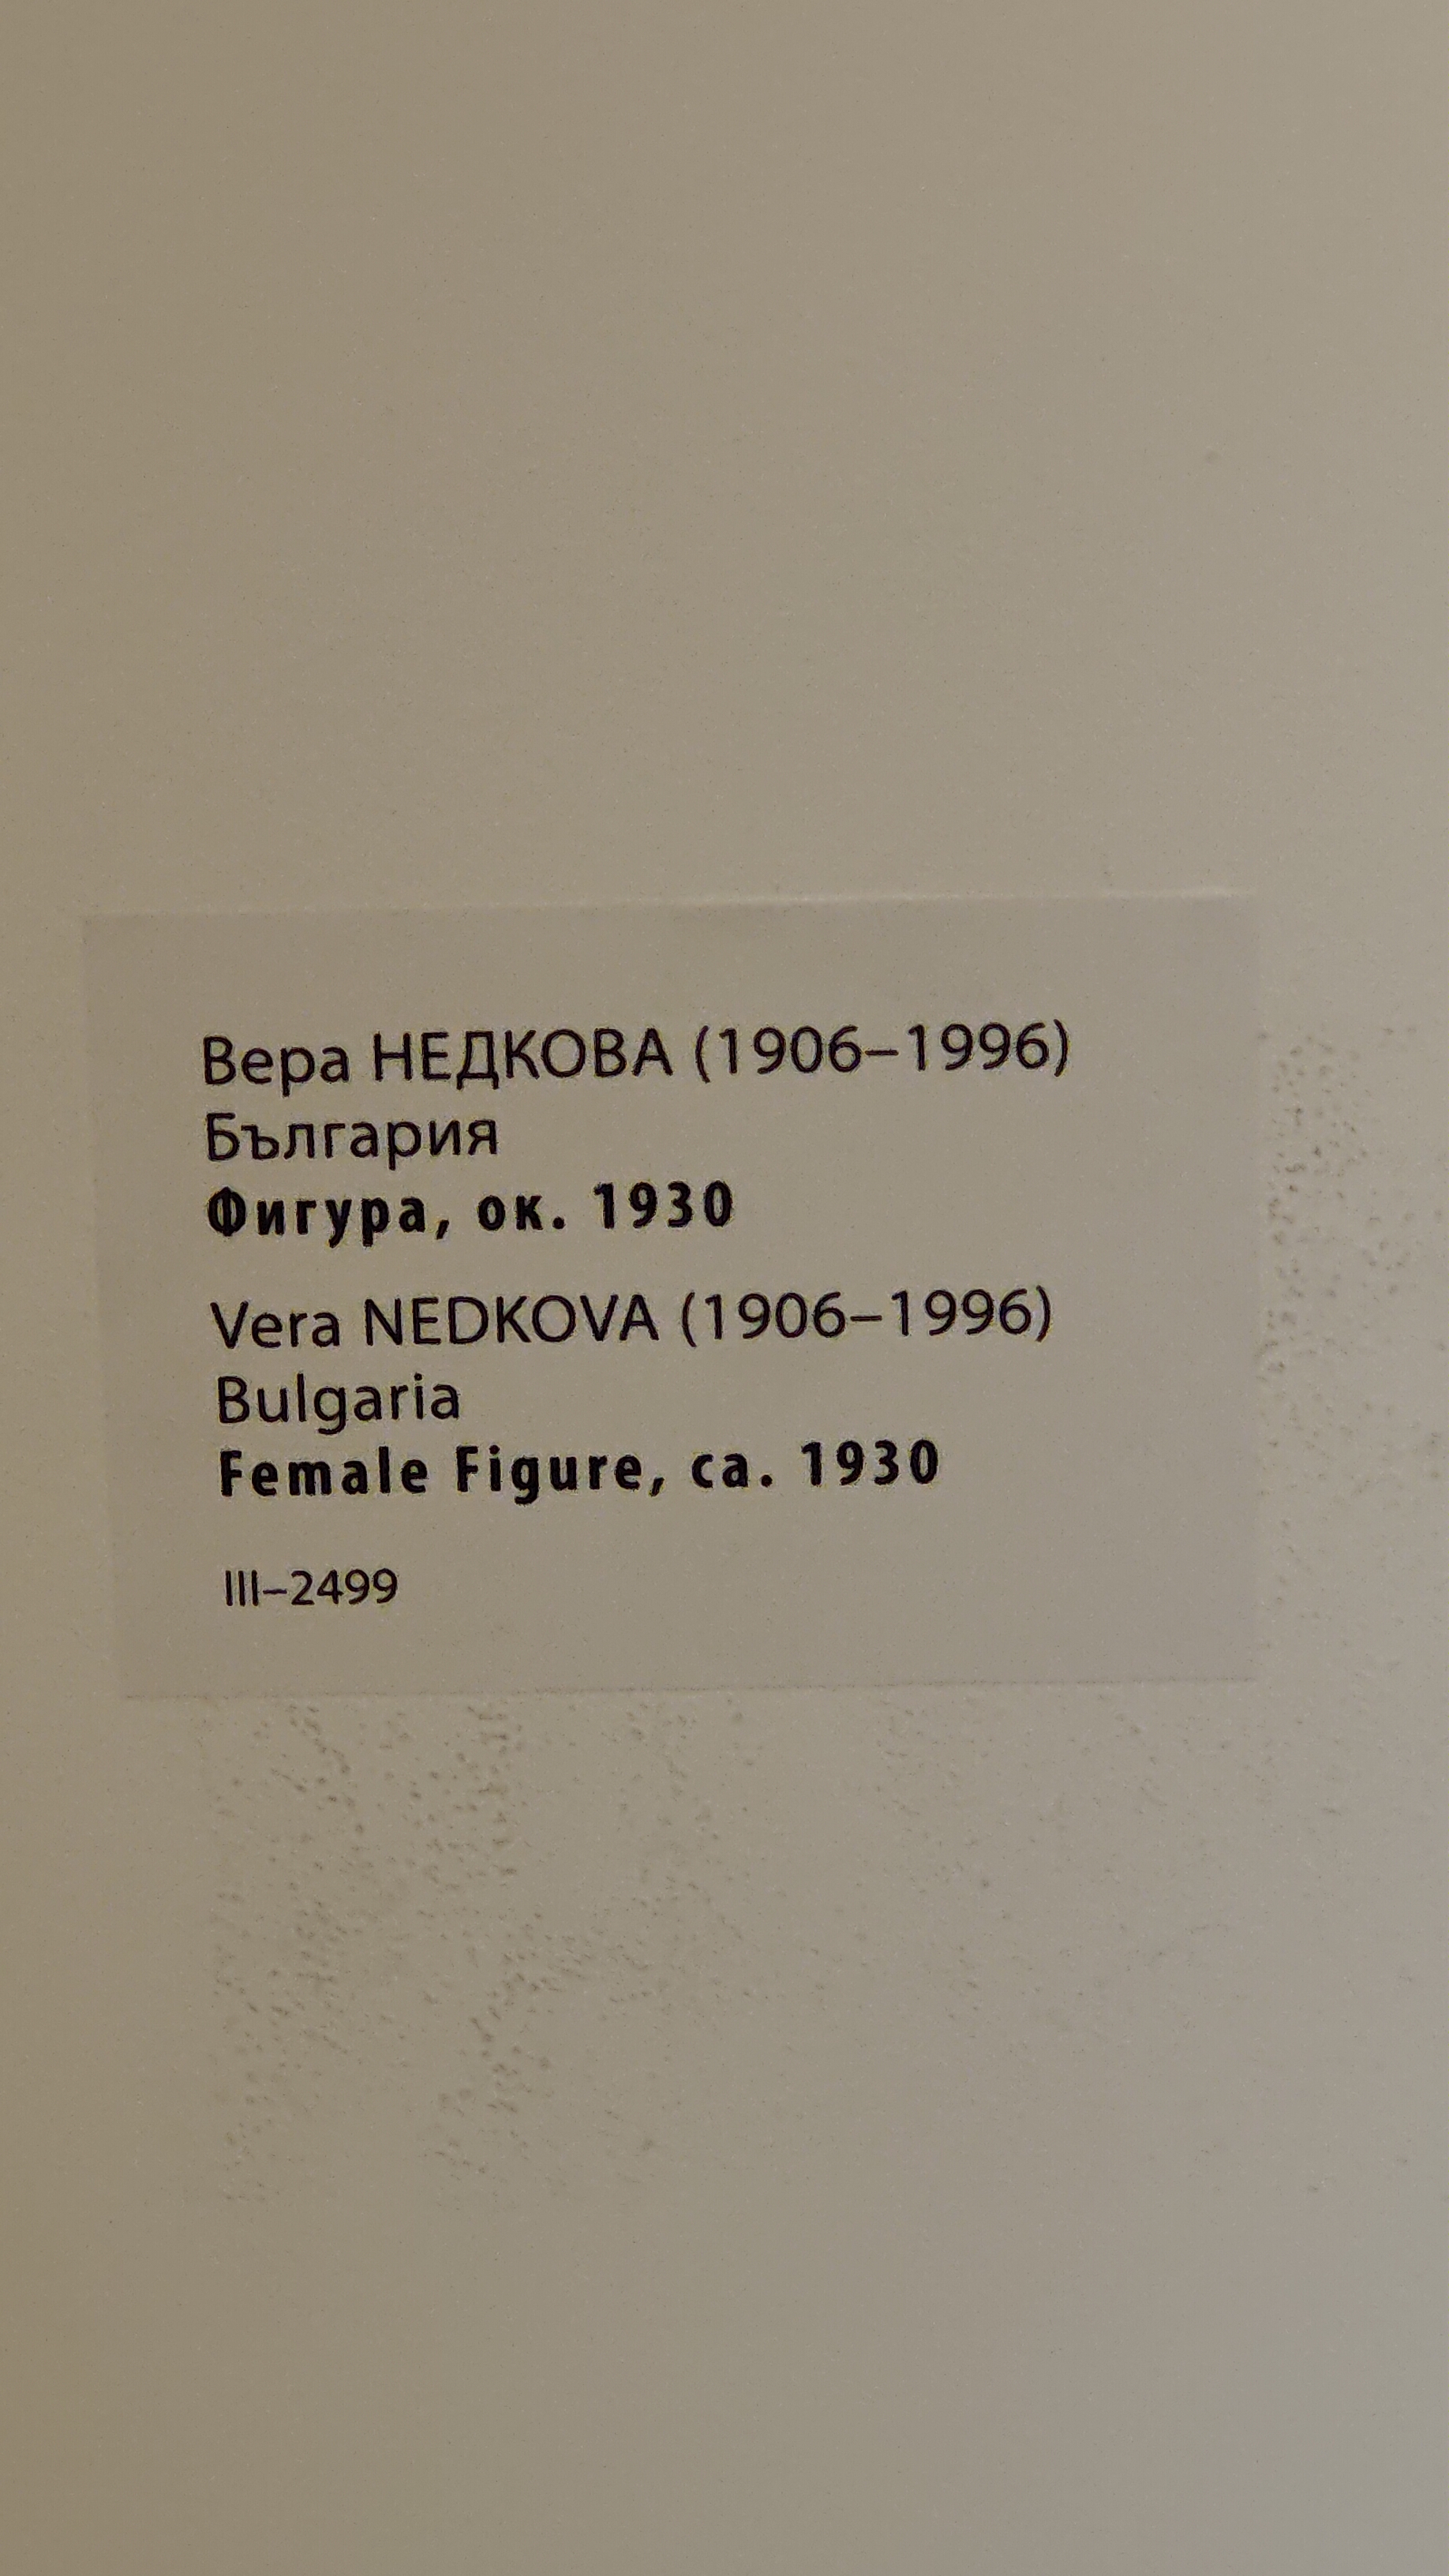 Вера НЕДКОВА (1906–1996)
България
Фигура, ок. 1930
Vera NEDKOVA (1906–1996)
Bulgaria
Female Figure, ca. 1930
III–2499